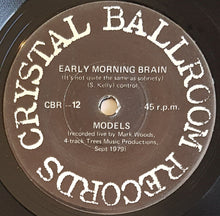 CRYSTAL BALLROOM RECORDS
EARLY MORNING BRAIN
(It's not quite the same as sobriety)
(S. Kelly) control
CBR -12
45 r.p.m.
MODELS
(recorded live by Mark Woods,
4-track Trees Music Productions,
Sept 1979)